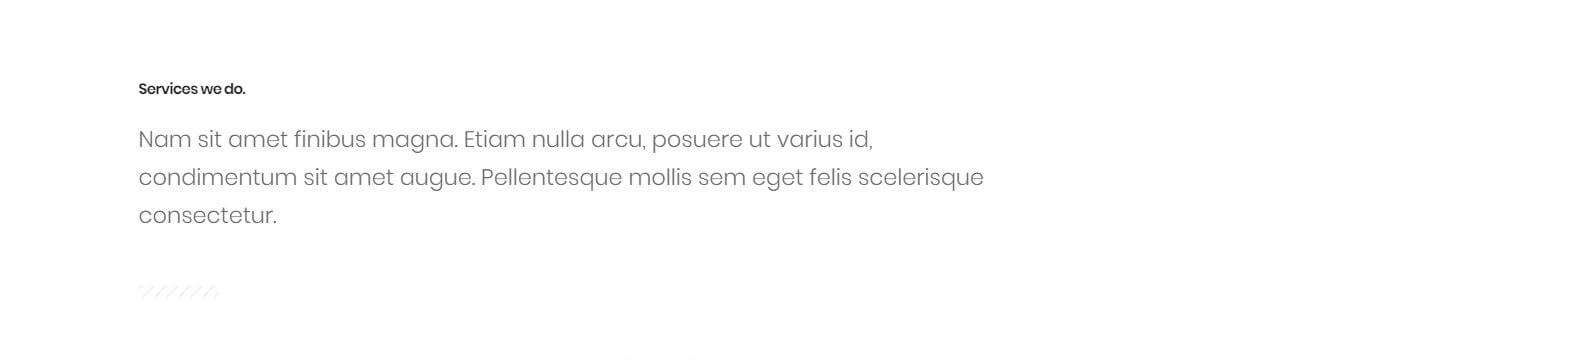 Services we do.
Nam sit amet finibus magna. Etiam nulla arcu, posuere ut varius id,
condimentum sit amet augue. Pellentesque mollis sem eget felis scelerisque
consectetur.